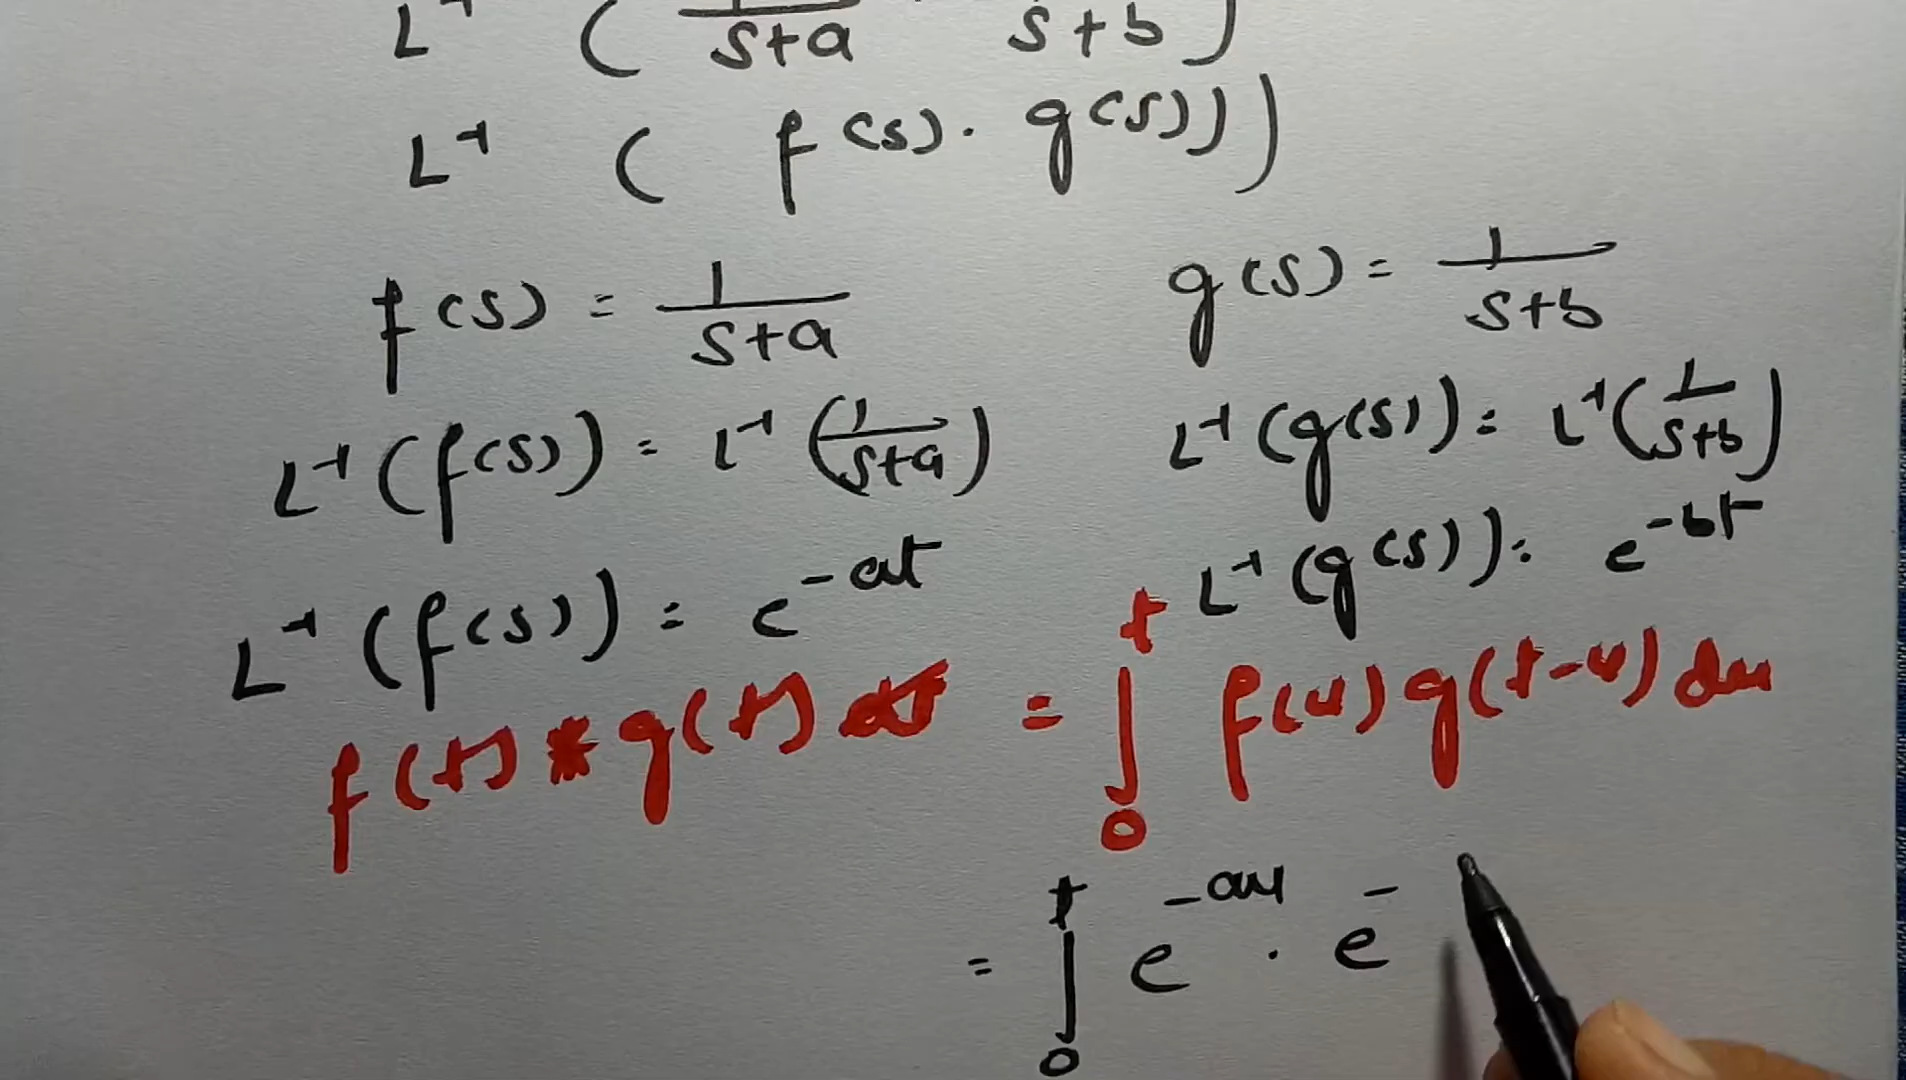 L⁻¹ ( 1/(s+a) · 1/(s+b) )
L⁻¹ ( f(s) · g(s)))
f(s) = 1/(s+a)    g(s) = 1/(s+b)
L⁻¹(f(s)) = L⁻¹(1/(s+a))    L⁻¹(g(s)) = L⁻¹(1/(s+b))
L⁻¹(f(s)) = e^(-at)    L⁻¹(g(s)) = e^(-bt)
f(t) * g(t) = ∫₀ᵗ f(u) g(t-u) du
= ∫₀ᵗ e^(-au) · e^-